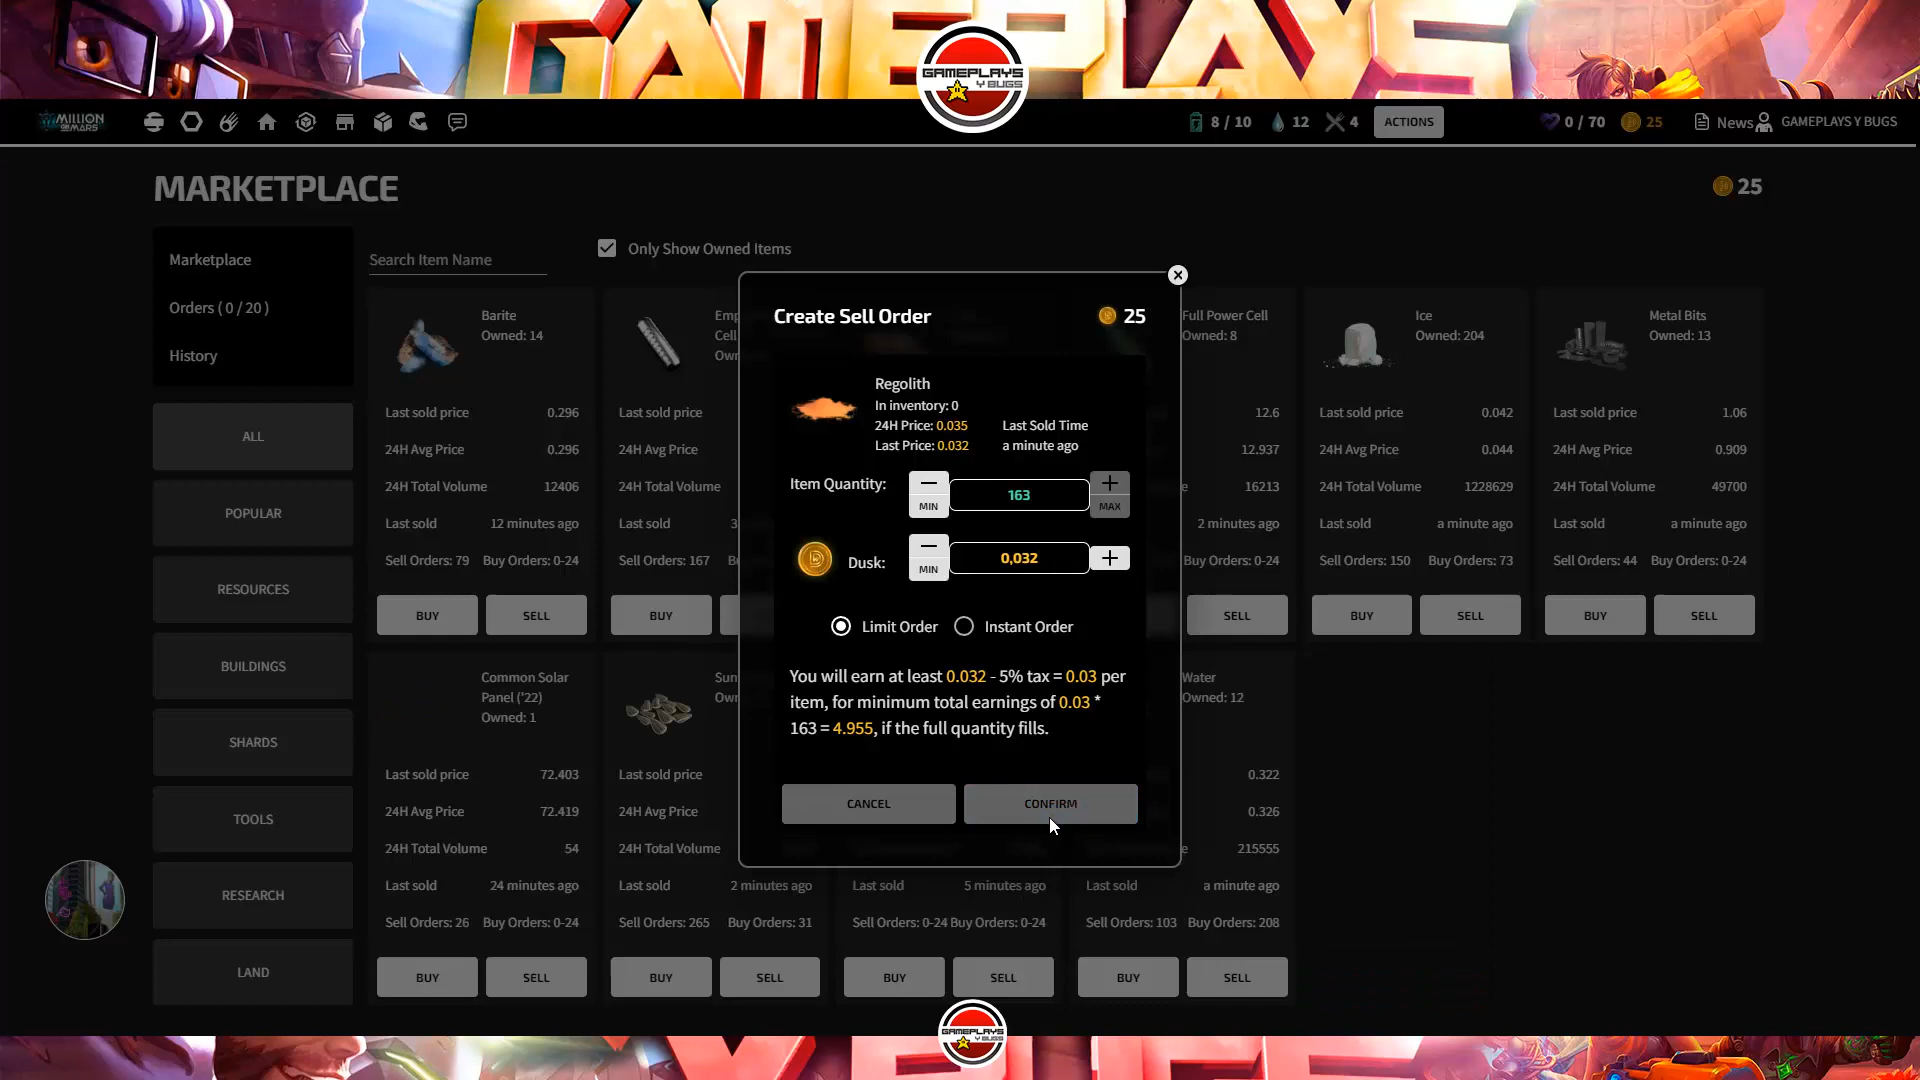 GAMEPLAYS
GAMEPLAYS
Y BUGS
MILLION
ON MARS
8 / 10
12
4
ACTIONS
0 / 70
25
News
GAMEPLAYS Y BUGS
MARKETPLACE
25
Marketplace
Orders ( 0 / 20 )
History
Search Item Name
Only Show Owned Items
ALL
POPULAR
RESOURCES
BUILDINGS
SHARDS
TOOLS
RESEARCH
LAND
Barite
Owned: 14
Last sold price 0.296
24H Avg Price 0.296
24H Total Volume 12406
Last sold 12 minutes ago
Sell Orders: 79 Buy Orders: 0-24
BUY SELL
Last sold price
24H Avg Price
24H Total Volume
Last sold
Sell Orders: 167
BUY
Create Sell Order
25
Regolith
In inventory: 0
24H Price: 0.035
Last Price: 0.032
Last Sold Time
a minute ago
Item Quantity:
MIN
163
MAX
Dusk:
MIN
0,032
Limit Order
Instant Order
You will earn at least 0.032 - 5% tax = 0.03 per
item, for minimum total earnings of 0.03 *
163 = 4.955, if the full quantity fills.
CANCEL
CONFIRM
Full Power Cell
Owned: 8
12.6
12.937
16213
2 minutes ago
Buy Orders: 0-24
SELL
Ice
Owned: 204
Last sold price 0.042
24H Avg Price 0.044
24H Total Volume 1228629
Last sold a minute ago
Sell Orders: 150 Buy Orders: 73
BUY SELL
Metal Bits
Owned: 13
Last sold price 1.06
24H Avg Price 0.909
24H Total Volume 49700
Last sold a minute ago
Sell Orders: 44 Buy Orders: 0-24
BUY SELL
Common Solar
Panel ('22)
Owned: 1
Last sold price 72.403
24H Avg Price 72.419
24H Total Volume 54
Last sold 24 minutes ago
Sell Orders: 26 Buy Orders: 0-24
BUY SELL
Last sold price
24H Avg Price
24H Total Volume
Last sold 2 minutes ago
Sell Orders: 265 Buy Orders: 31
BUY SELL
Last sold 5 minutes ago
Sell Orders: 0-24 Buy Orders: 0-24
BUY SELL
Water
Owned: 12
0.322
0.326
215555
Last sold a minute ago
Sell Orders: 103 Buy Orders: 208
BUY SELL
GAMEPLAYS
Y BUGS